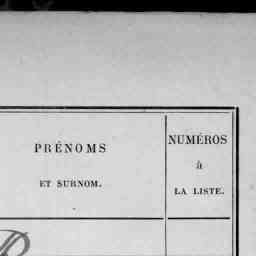 PRÉNOMS
ET SURNOM.
NUMÉROS
à
LA LISTE.